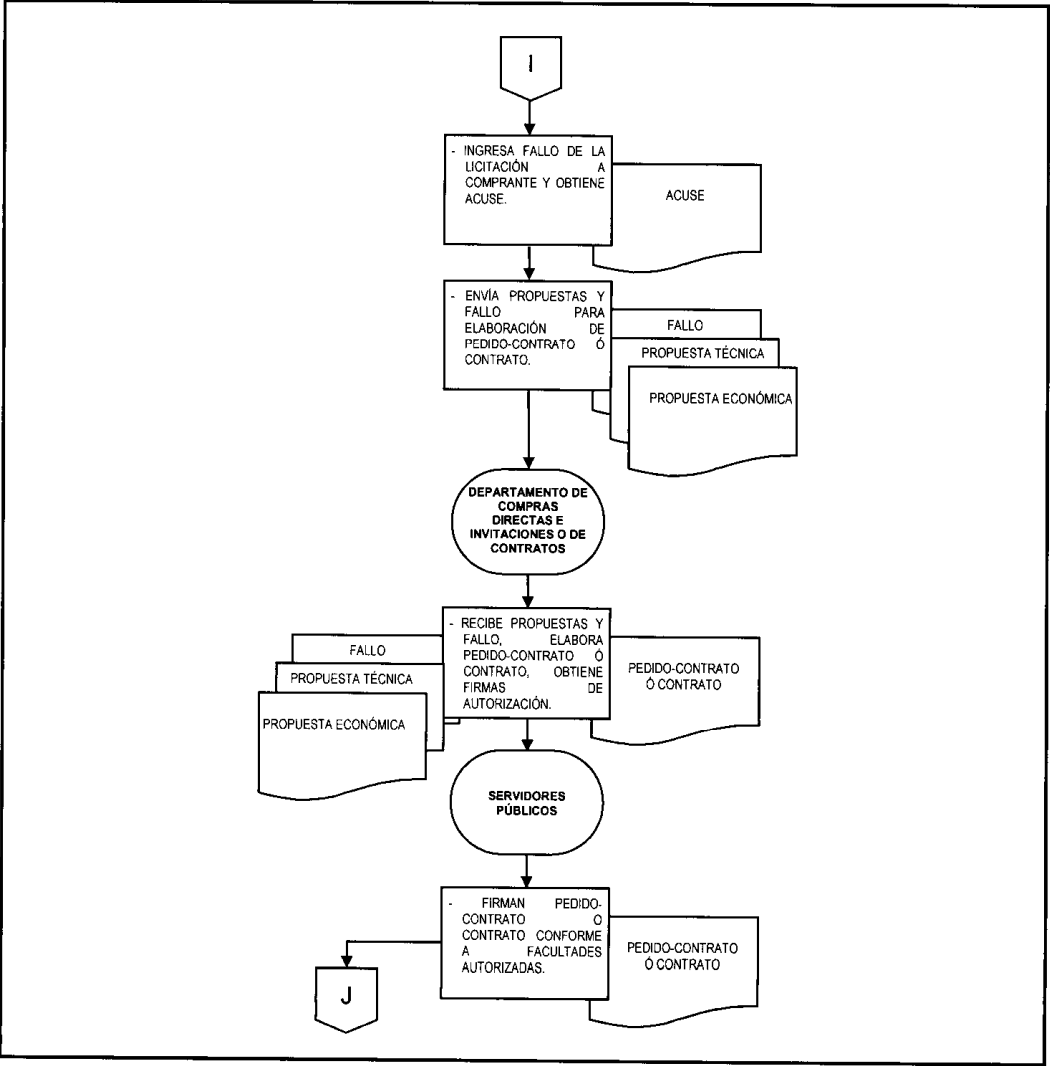 I
- INGRESA FALLO DE LA
LICITACIÓN A
COMPRANTE Y OBTIENE
ACUSE.
ACUSE
- ENVÍA PROPUESTAS Y
FALLO PARA
ELABORACIÓN DE
PEDIDO-CONTRATO Ó
CONTRATO.
FALLO
PROPUESTA TÉCNICA
PROPUESTA ECONÓMICA
DEPARTAMENTO DE
COMPRAS
DIRECTAS E
INVITACIONES O DE
CONTRATOS
- RECIBE PROPUESTAS Y
FALLO, ELABORA
PEDIDO-CONTRATO Ó
CONTRATO, OBTIENE
FIRMAS DE
AUTORIZACIÓN.
FALLO
PROPUESTA TÉCNICA
PROPUESTA ECONÓMICA
PEDIDO-CONTRATO
Ó CONTRATO
SERVIDORES
PÚBLICOS
- FIRMAN PEDIDO-
CONTRATO O
CONTRATO CONFORME
A FACULTADES
AUTORIZADAS.
PEDIDO-CONTRATO
Ó CONTRATO
J